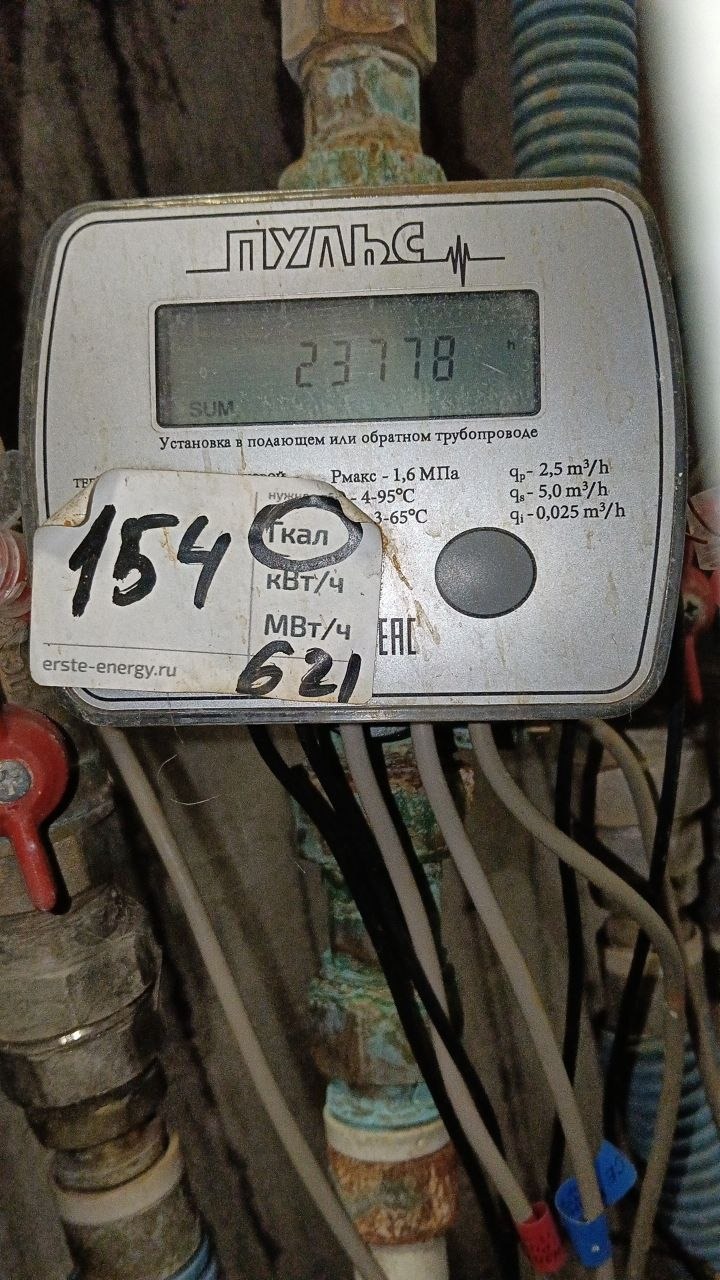 ПУЛЬС
23778 h
SUM
Установка в подающем или обратном трубопроводе
Рмакс - 1,6 МПа
qp- 2,5 m³/h
- 4-95°C
qs- 5,0 m³/h
3-65°C
qi-0,025 m³/h
154
Гкал
кВт/ч
МВт/ч
EAC
erste-energy.ru
621